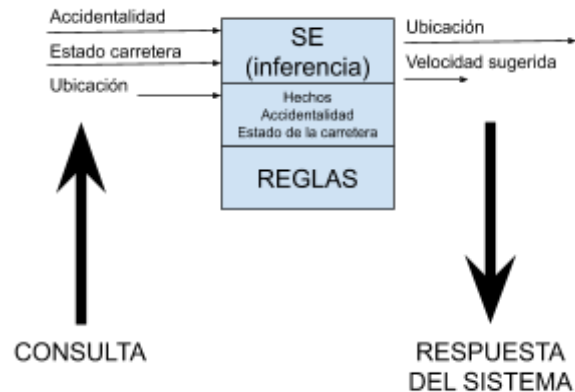 Accidentalidad
Estado carretera
Ubicación
SE
(inferencia)
Hechos
Accidentalidad
Estado de la carretera
REGLAS
Ubicación
Velocidad sugerida
CONSULTA
RESPUESTA
DEL SISTEMA